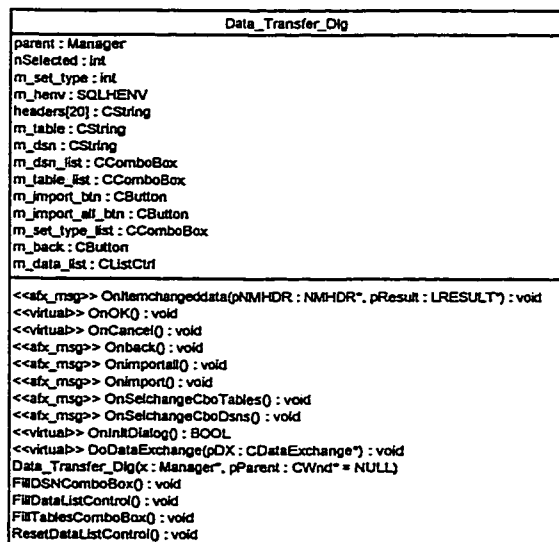 Data_Transfer_Dlg
parent : Manager
nSelected : int
m_set_type : int
m_henv : SQLHENV
headers[20] : CString
m_table : CString
m_dsn : CString
m_dsn_list : CComboBox
m_table_list : CComboBox
m_import_btn : CButton
m_import_all_btn : CButton
m_set_type_list : CComboBox
m_back : CButton
m_data_list : CListCtrl
<<afx_msg>> OnItemchangeddata(pNMHDR : NMHDR*, pResult : LRESULT*) : void
<<virtual>> OnOK() : void
<<virtual>> OnCancel() : void
<<afx_msg>> Onback() : void
<<afx_msg>> Onimportall() : void
<<afx_msg>> Onimport() : void
<<afx_msg>> OnSelchangeCboTables() : void
<<afx_msg>> OnSelchangeCboDsns() : void
<<virtual>> OnInitDialog() : BOOL
<<virtual>> DoDataExchange(pDX : CDataExchange*) : void
Data_Transfer_Dlg(x : Manager*, pParent : CWnd* = NULL)
FillDSNComboBox() : void
FillDataListControl() : void
FillTablesComboBox() : void
ResetDataListControl() : void